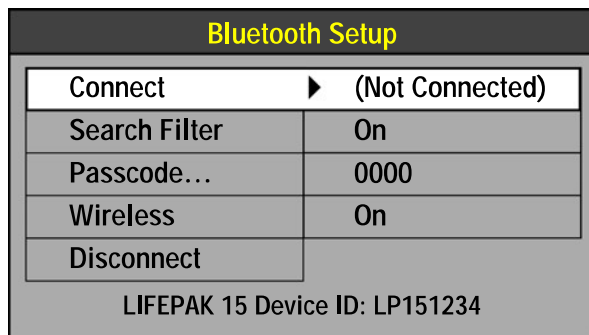 Bluetooth Setup
Connect ▶ (Not Connected)
Search Filter On
Passcode... 0000
Wireless On
Disconnect
LIFEPAK 15 Device ID: LP151234